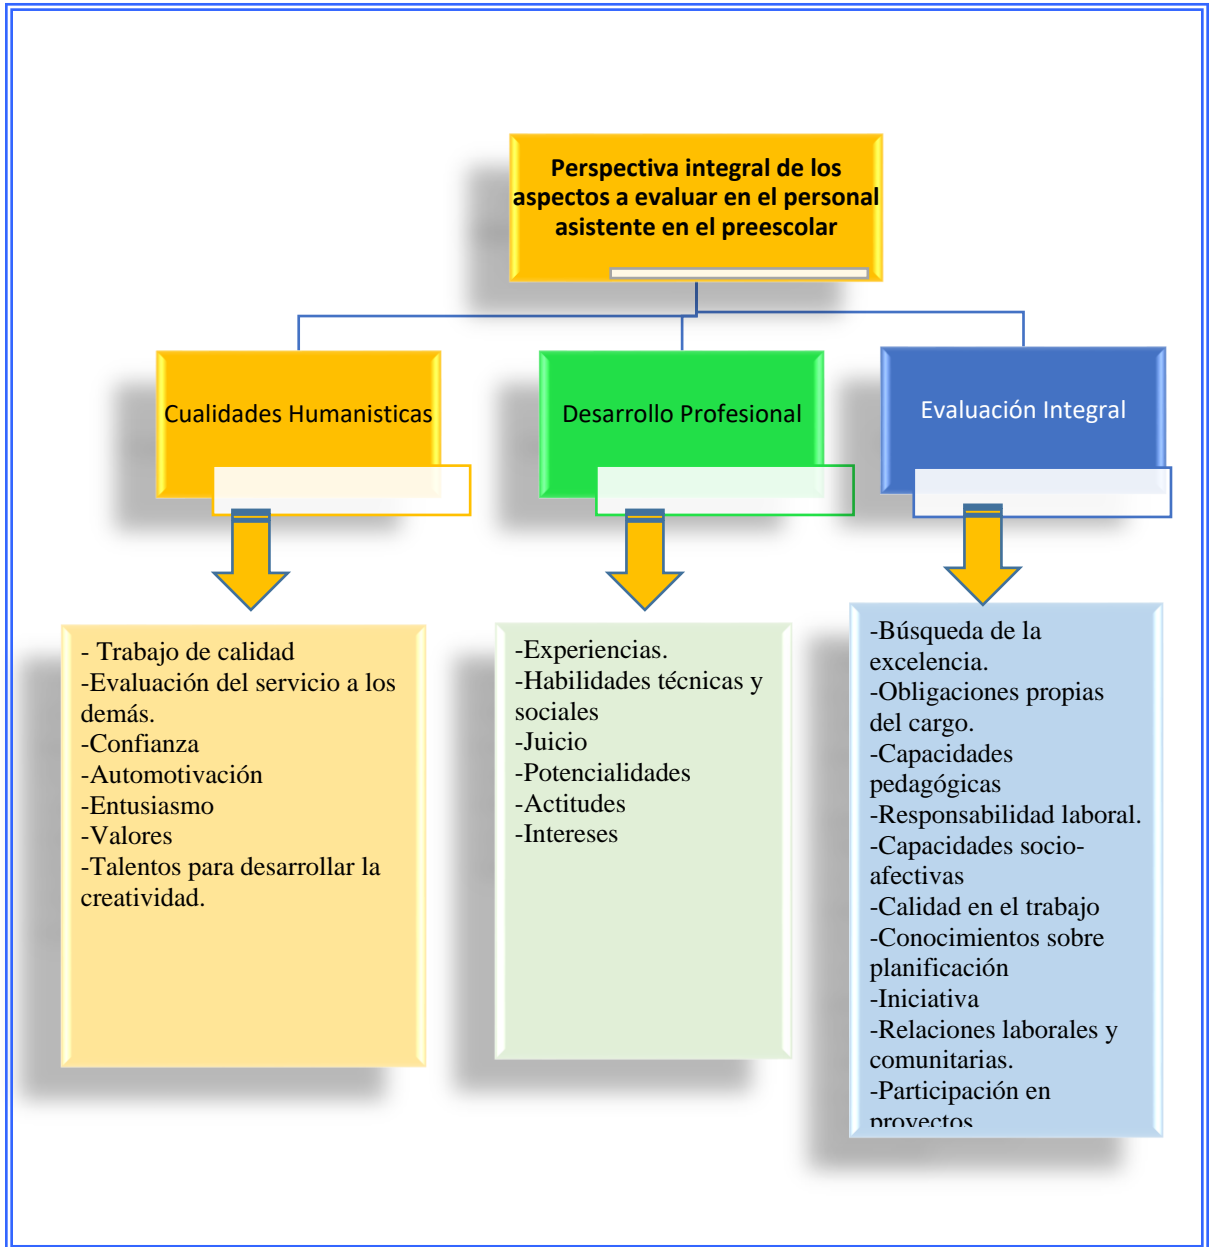 Perspectiva integral de los
aspectos a evaluar en el personal
asistente en el preescolar
Cualidades Humanisticas
Desarrollo Profesional
Evaluación Integral
- Trabajo de calidad
-Evaluación del servicio a los
demás.
-Confianza
-Automotivación
-Entusiasmo
-Valores
-Talentos para desarrollar la
creatividad.
-Experiencias.
-Habilidades técnicas y
sociales
-Juicio
-Potencialidades
-Actitudes
-Intereses
-Búsqueda de la
excelencia.
-Obligaciones propias
del cargo.
-Capacidades
pedagógicas
-Responsabilidad laboral.
-Capacidades socio-
afectivas
-Calidad en el trabajo
-Conocimientos sobre
planificación
-Iniciativa
-Relaciones laborales y
comunitarias.
-Participación en
proyectos